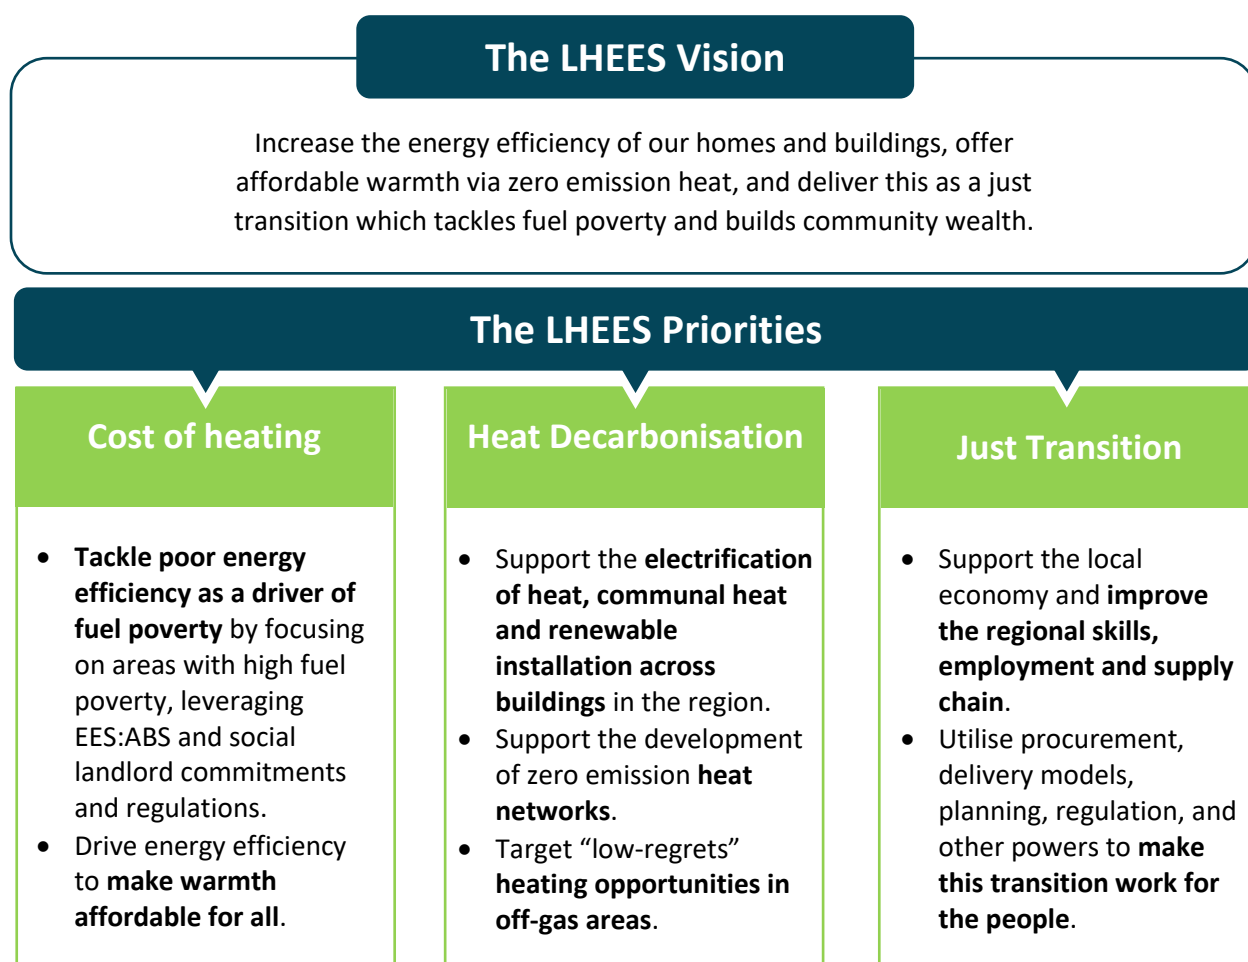 The LHEES Vision
Increase the energy efficiency of our homes and buildings, offer
affordable warmth via zero emission heat, and deliver this as a just
transition which tackles fuel poverty and builds community wealth.
The LHEES Priorities
Cost of heating
• Tackle poor energy
efficiency as a driver of
fuel poverty by focusing
on areas with high fuel
poverty, leveraging
EES:ABS and social
landlord commitments
and regulations.
• Drive energy efficiency
to make warmth
affordable for all.
Heat Decarbonisation
• Support the electrification
of heat, communal heat
and renewable
installation across
buildings in the region.
• Support the development
of zero emission heat
networks.
• Target “low-regrets”
heating opportunities in
off-gas areas.
Just Transition
• Support the local
economy and improve
the regional skills,
employment and supply
chain.
• Utilise procurement,
delivery models,
planning, regulation, and
other powers to make
this transition work for
the people.